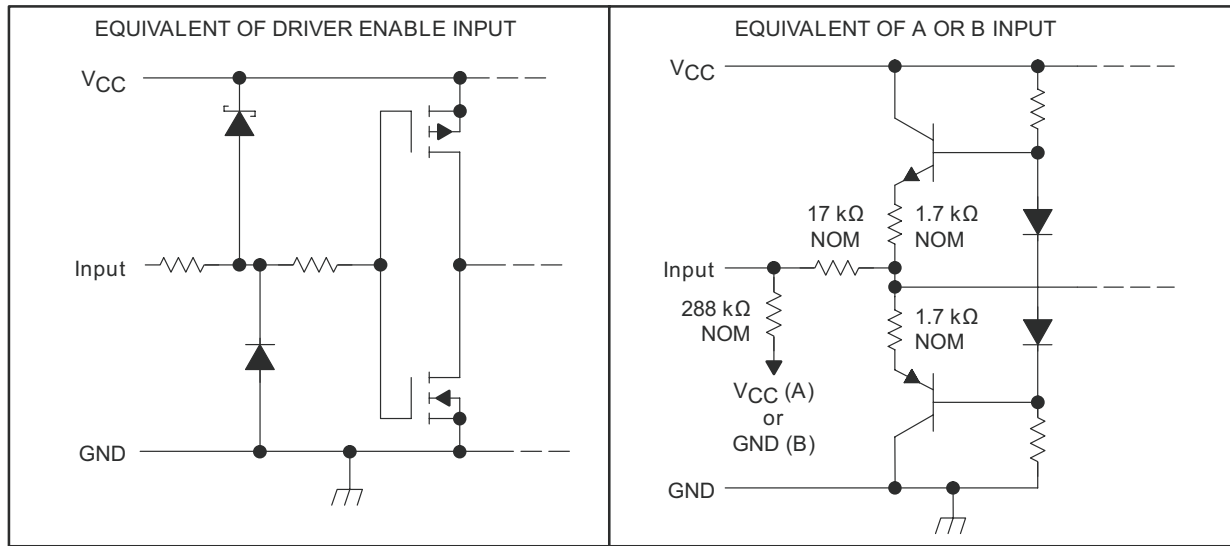 EQUIVALENT OF DRIVER ENABLE INPUT
VCC
Input
GND
EQUIVALENT OF A OR B INPUT
VCC
17 kΩ
NOM
1.7 kΩ
NOM
Input
288 kΩ
NOM
1.7 kΩ
NOM
VCC (A)
or
GND (B)
GND